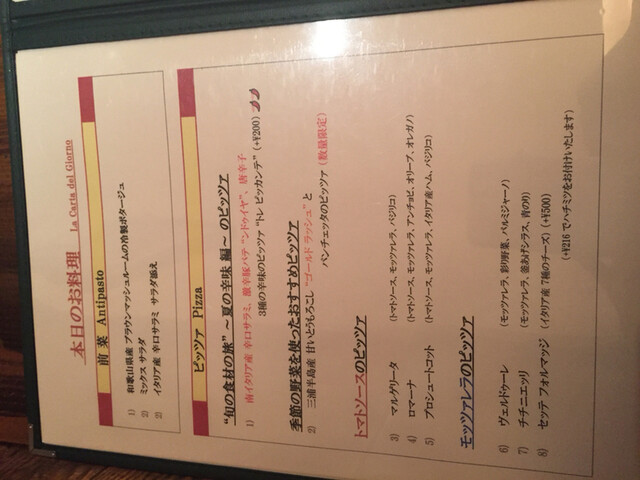 本日のお料理 La Carta del Giorno
前菜 Antipasto
1) 和歌山県産 ブラウンマッシュルームの冷製ポタージュ
2) ミックス サラダ
3) イタリア産 辛口サラミ サラダ添え
ピッツァ Pizza
“旬の食材の旅” ～夏の辛味 編～ のピッツァ
1) 南イタリア産 辛口サラミ、激辛豚パテ “ンドゥイヤ”、唐辛子
3種の辛味のピッツァ “トレ ピッカンテ” (+¥200)
季節の野菜を使ったおすすめピッツァ
2) 三浦半島産 甘いとうもろこし “ゴールド ラッシュ” と
パンチェッタのピッツァ (数量限定)
トマトソースのピッツァ
3) マルゲリータ (トマトソース、モッツァレラ、バジリコ)
4) ロマーナ (トマトソース、モッツァレラ、アンチョビ、オリーブ、オレガノ)
5) プロシュートコット (トマトソース、モッツァレラ、イタリア産ハム、バジリコ)
モッツァレラのピッツァ
6) ヴェルドゥーレ (モッツァレラ、彩り野菜、パルミジャーノ)
7) チチニエッリ (モッツァレラ、釜あげシラス、青のり)
8) セッテ フォルマッジ (イタリア産 7種のチーズ) (+¥500)
(+¥216 でハチミツをお付けいたします)